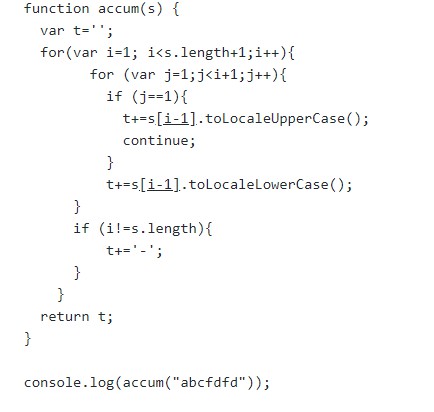 function accum(s) {
  var t='';
  for(var i=1; i<s.length+1;i++){
        for (var j=1;j<i+1;j++){
          if (j==1){
            t+=s[i-1].toLocaleUpperCase();
            continue;
          }
          t+=s[i-1].toLocaleLowerCase();
      }
      if (i!=s.length){
          t+='-';
      }
    }
  return t;
}

console.log(accum("abcfdfd"));